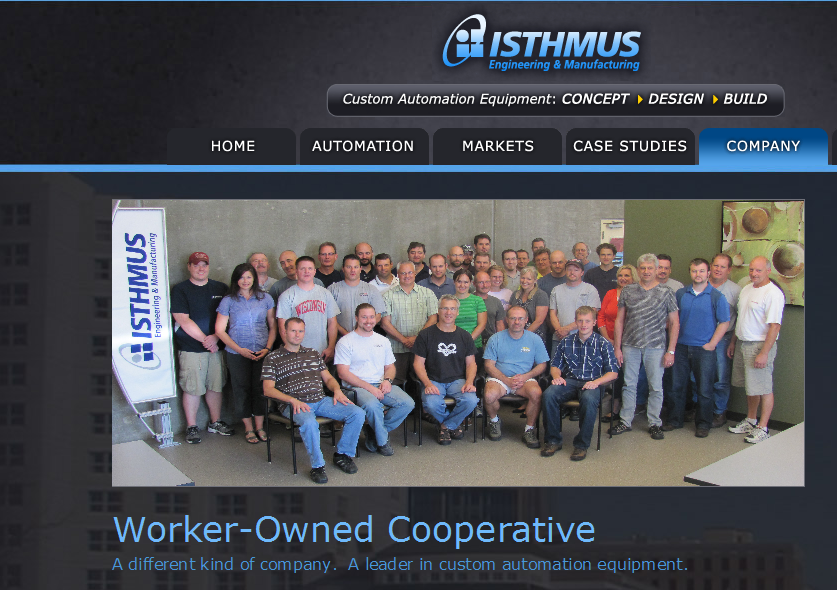 ISTHMUS
Engineering & Manufacturing
Custom Automation Equipment: CONCEPT DESIGN BUILD
HOME AUTOMATION MARKETS CASE STUDIES COMPANY
ISTHMUS
Engineering & Manufacturing
WISCONSIN
Worker-Owned Cooperative
A different kind of company. A leader in custom automation equipment.